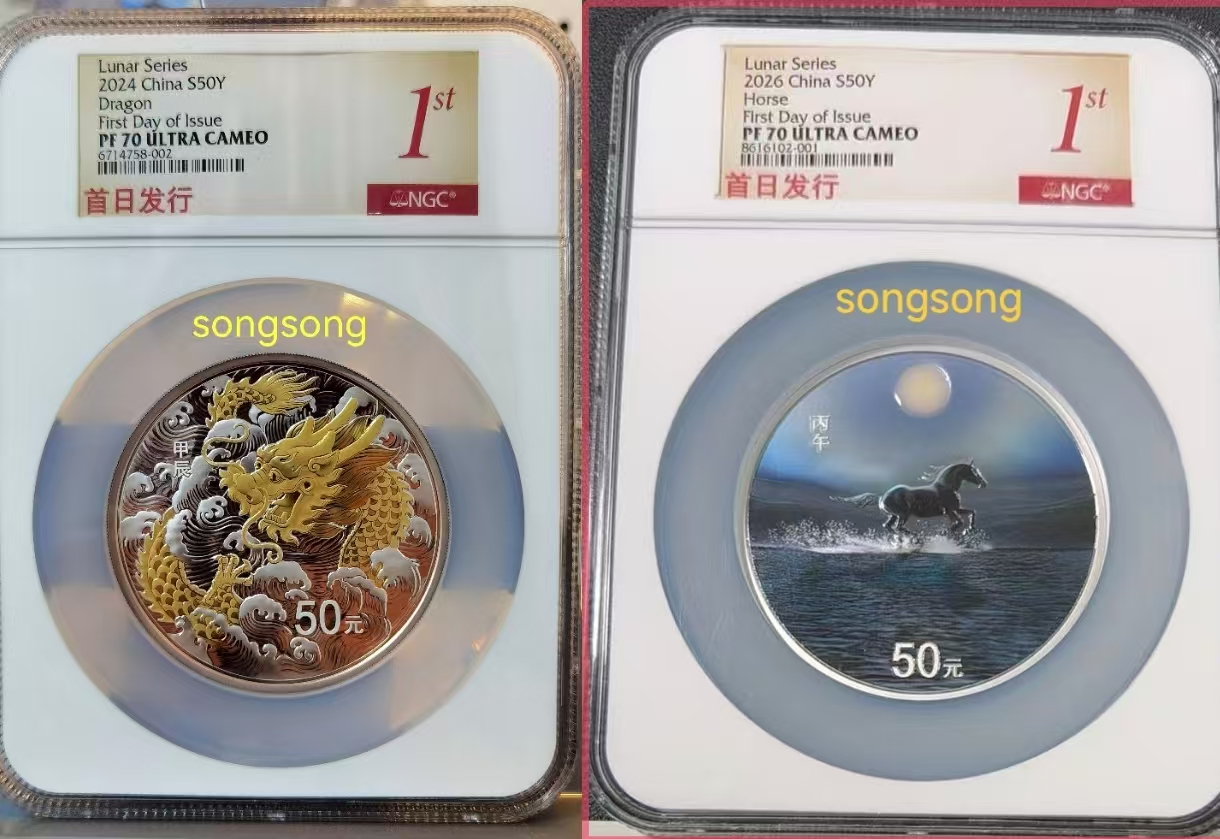 Lunar Series
2024 China S50Y
Dragon
First Day of Issue
PF 70 ULTRA CAMEO
6714758-002
首日发行
1st
NGC®
songsong
甲辰
50元
Lunar Series
2026 China S50Y
Horse
First Day of Issue
PF 70 ULTRA CAMEO
8616102-001
首日发行
1st
NGC®
songsong
丙午
50元